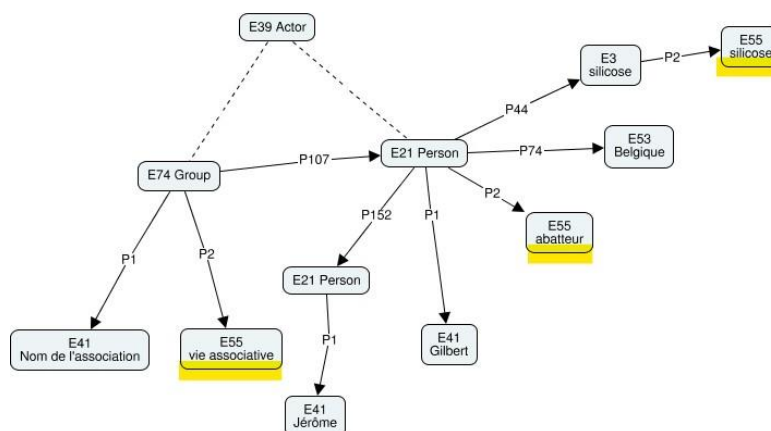 E39 Actor
E55
silicose
E3
silicose
P2
P44
E53
Belgique
E21 Person
P74
P107
E74 Group
P2
E55
abatteur
P152
P1
P1
P2
E21 Person
P1
E41
Nom de l'association
E55
vie associative
E41
Gilbert
E41
Jérôme